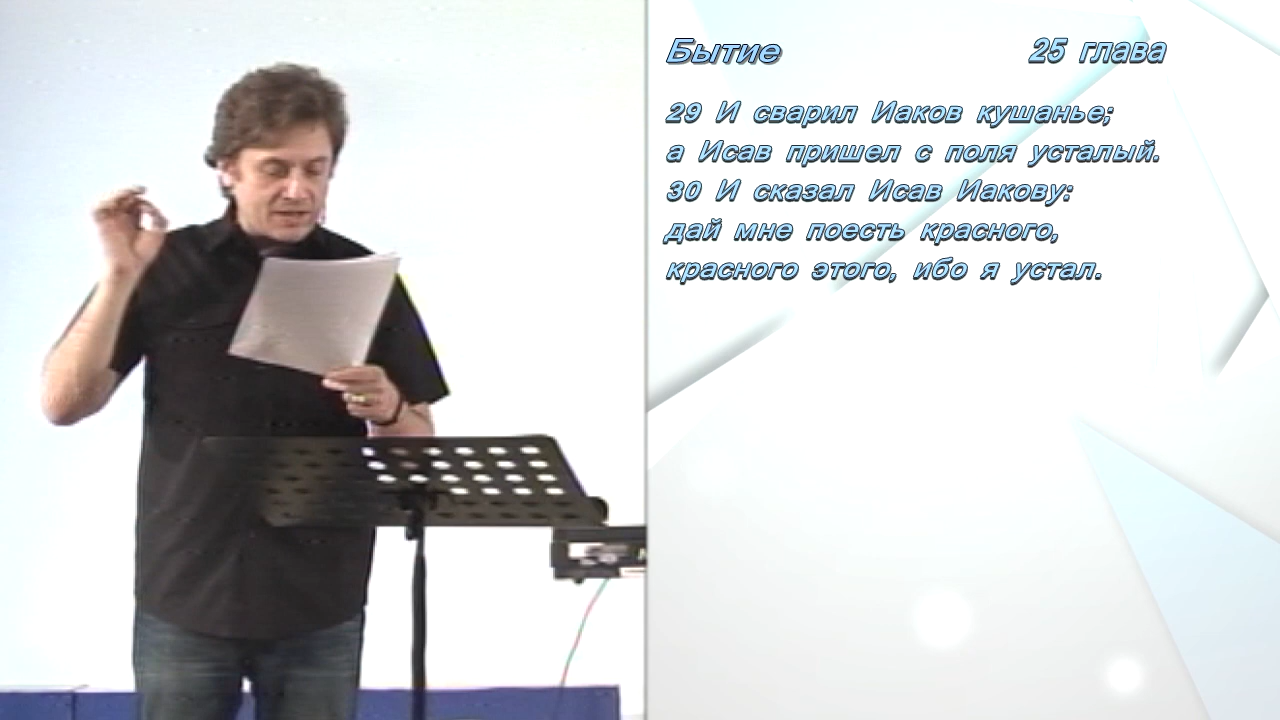 Бытие 25 глава
29 И сварил Иаков кушанье;
а Исав пришел с поля усталый.
30 И сказал Исав Иакову:
дай мне поесть красного,
красного этого, ибо я устал.